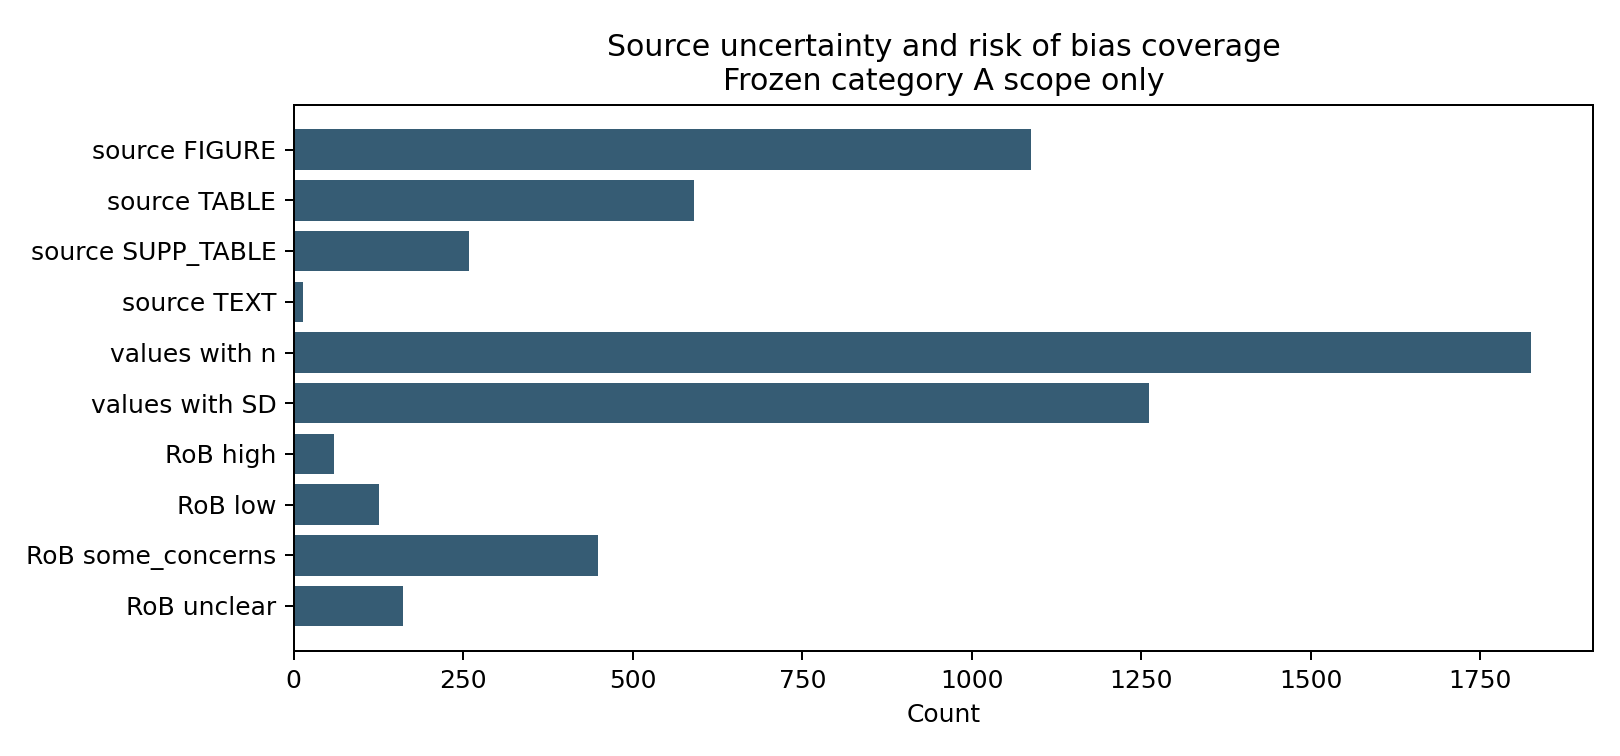 Source uncertainty and risk of bias coverage
Frozen category A scope only
source FIGURE
source TABLE
source SUPP_TABLE
source TEXT
values with n
values with SD
RoB high
RoB low
RoB some_concerns
RoB unclear
0 250 500 750 1000 1250 1500 1750
Count